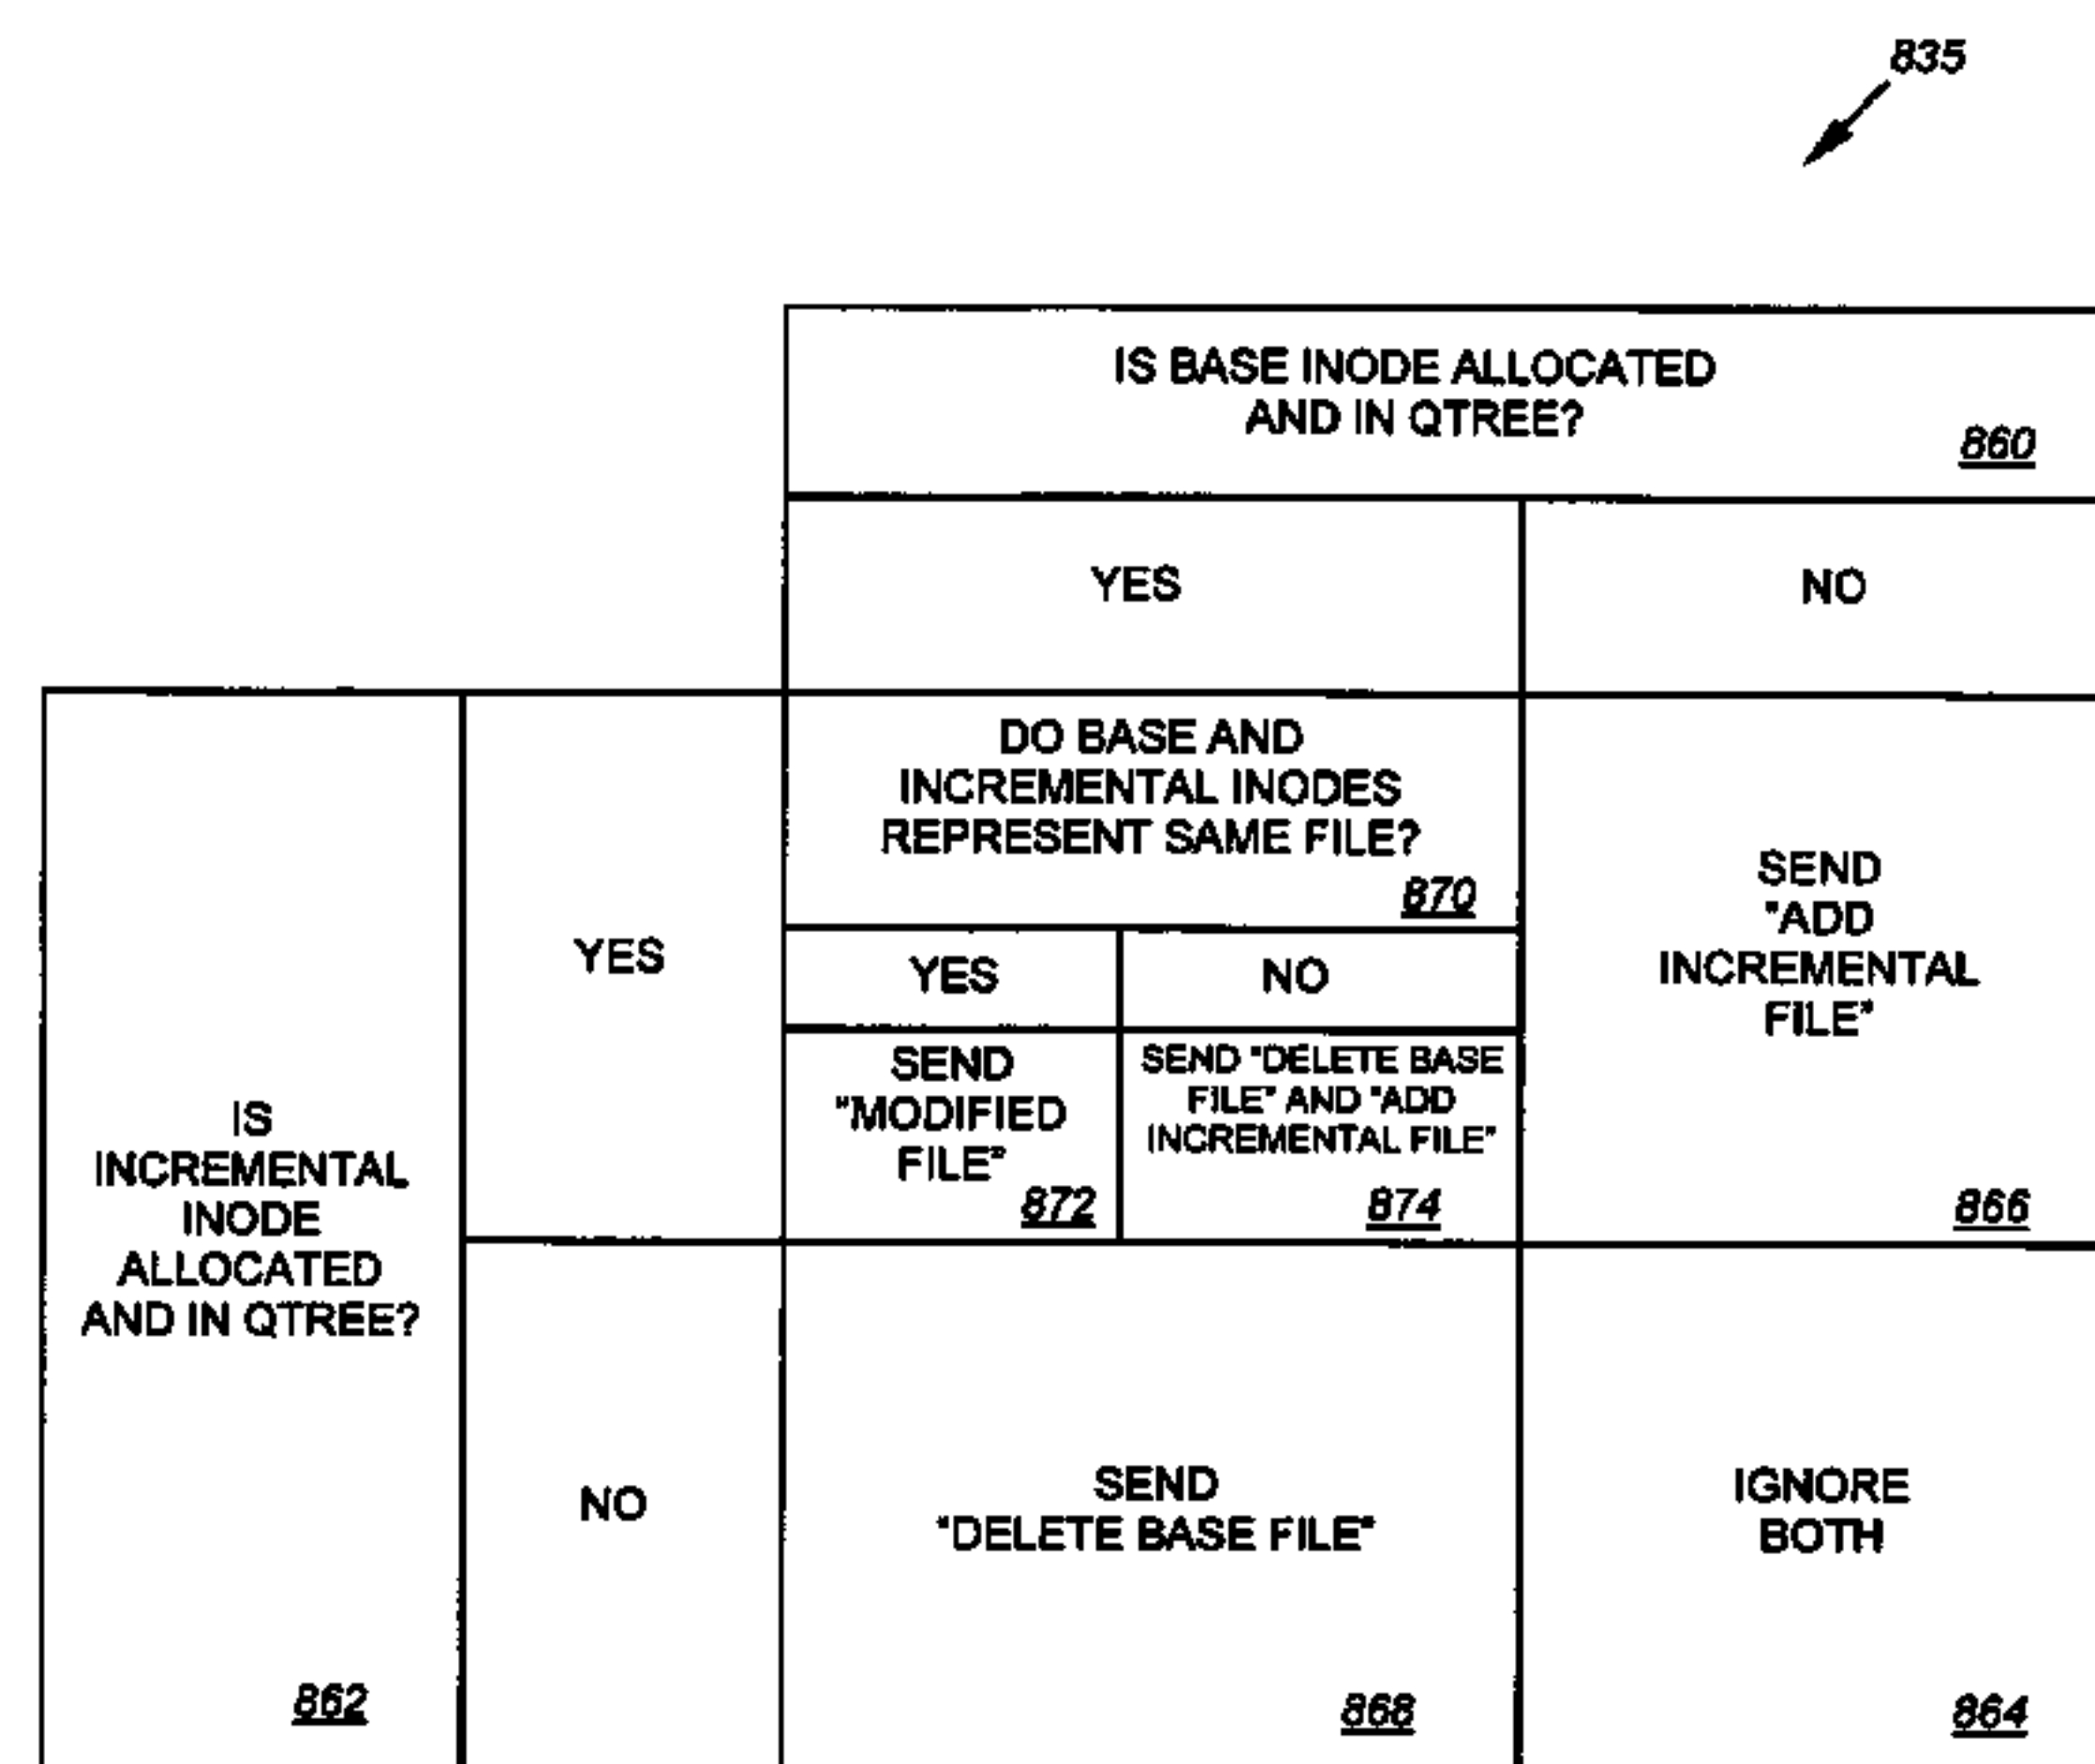 835
IS BASE INODE ALLOCATED
AND IN QTREE?
860
YES
NO
DO BASE AND
INCREMENTAL INODES
REPRESENT SAME FILE?
870
YES
YES
NO
SEND
"ADD
INCREMENTAL
FILE"
866
SEND
"MODIFIED
FILE"
872
SEND "DELETE BASE
FILE" AND "ADD
INCREMENTAL FILE"
874
IS
INCREMENTAL
INODE
ALLOCATED
AND IN QTREE?
862
NO
SEND
"DELETE BASE FILE"
868
IGNORE
BOTH
864